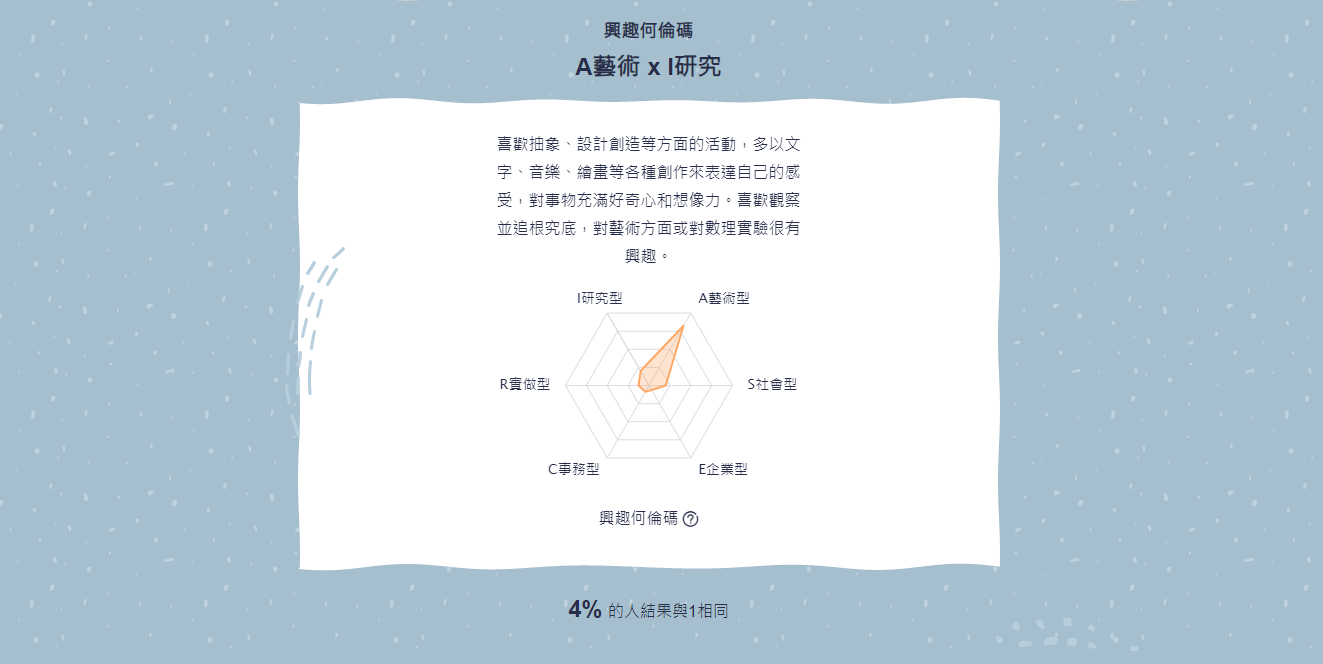 興趣何倫碼
A藝術 x I研究
喜歡抽象、設計創造等方面的活動，多以文
字、音樂、繪畫等各種創作來表達自己的感
受，對事物充滿好奇心和想像力。喜歡觀察
並追根究底，對藝術方面或對數理實驗很有
興趣。
I研究型
A藝術型
R實做型
S社會型
C事務型
E企業型
興趣何倫碼 ?
4% 的人結果與1相同